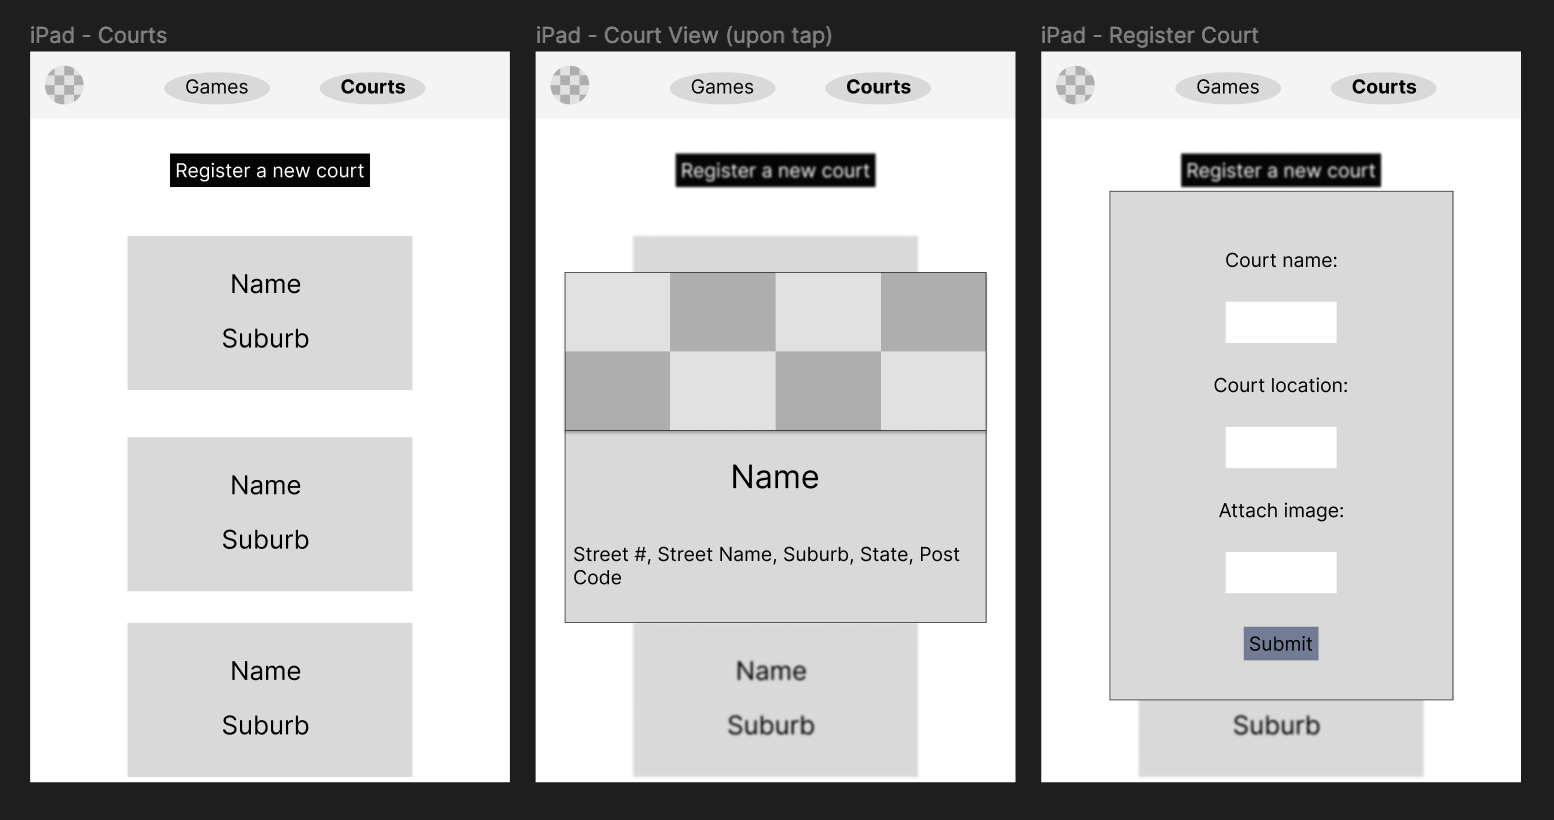 iPad - Courts
Games
Courts
Register a new court
Name
Suburb
Name
Suburb
Name
Suburb
iPad - Court View (upon tap)
Games
Courts
Register a new court
Name
Street #, Street Name, Suburb, State, Post
Code
Name
Suburb
iPad - Register Court
Games
Courts
Register a new court
Court name:
Court location:
Attach image:
Submit
Suburb